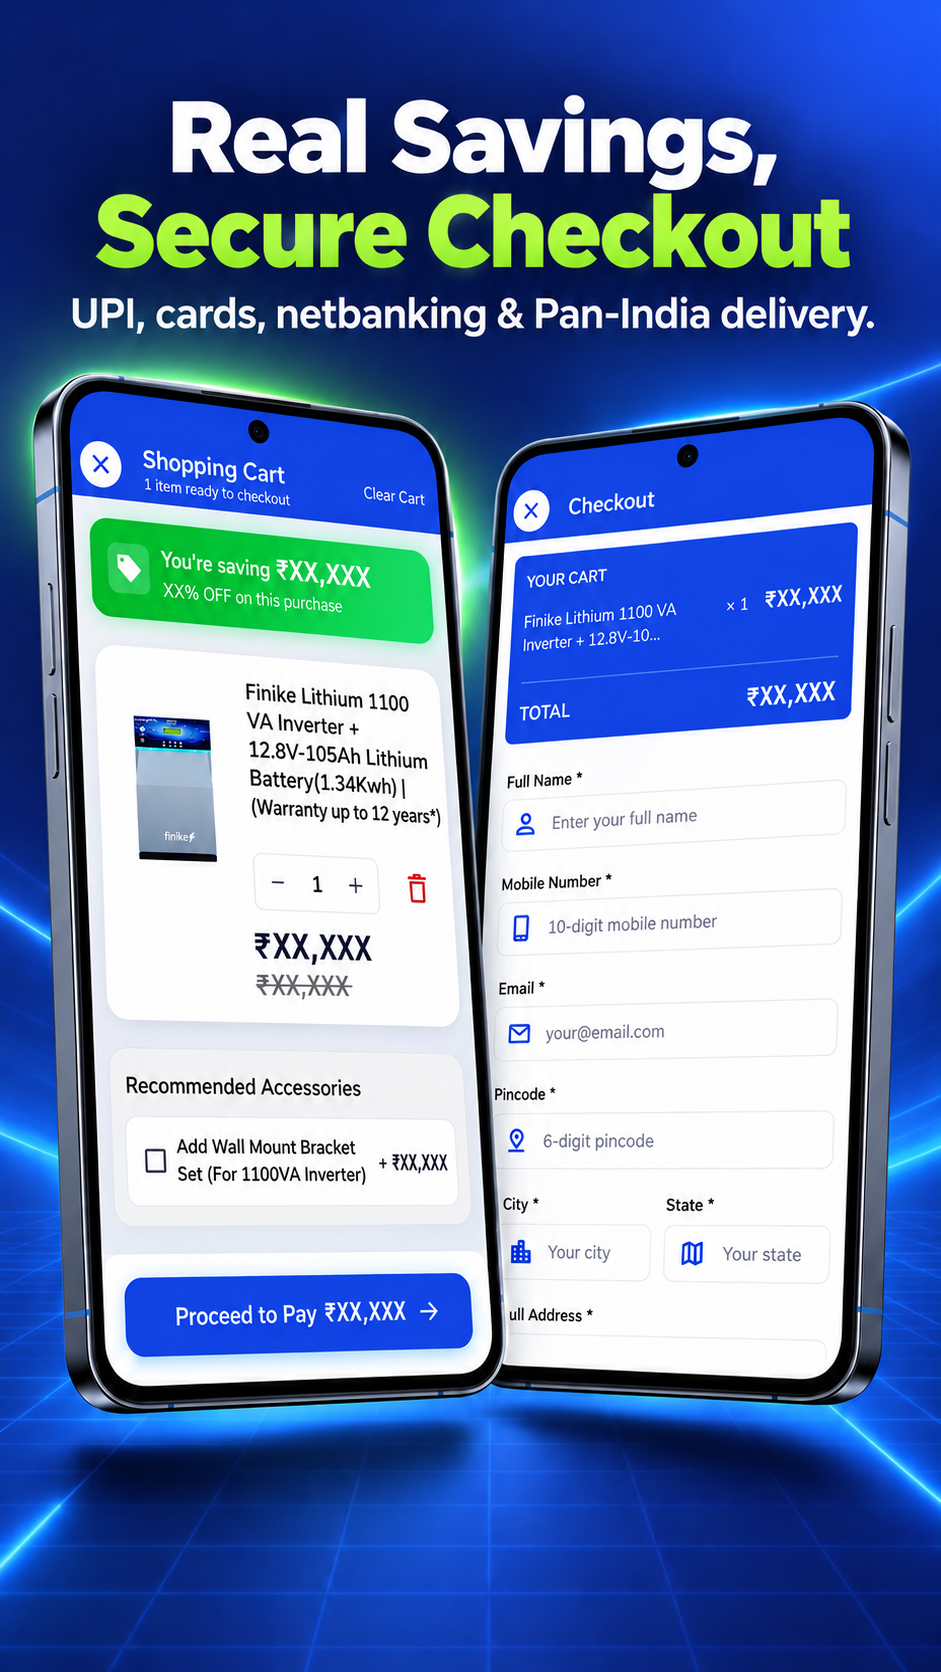 Real Savings,
Secure Checkout
UPI, cards, netbanking & Pan-India delivery.
Shopping Cart
1 item ready to checkout
Clear Cart
You're saving ₹XX,XXX
XX% OFF on this purchase
Finike Lithium 1100
VA Inverter +
12.8V-105Ah Lithium
Battery(1.34Kwh) |
(Warranty up to 12 years*)
finike
− 1 +
₹XX,XXX
₹XX,XXX
Recommended Accessories
Add Wall Mount Bracket
Set (For 1100VA Inverter)
+ ₹XX,XXX
Proceed to Pay ₹XX,XXX →
Checkout
YOUR CART
Finike Lithium 1100 VA
Inverter + 12.8V-10...
× 1 ₹XX,XXX
TOTAL ₹XX,XXX
Full Name *
Enter your full name
Mobile Number *
10-digit mobile number
Email *
your@email.com
Pincode *
6-digit pincode
City *
Your city
State *
Your state
ull Address *